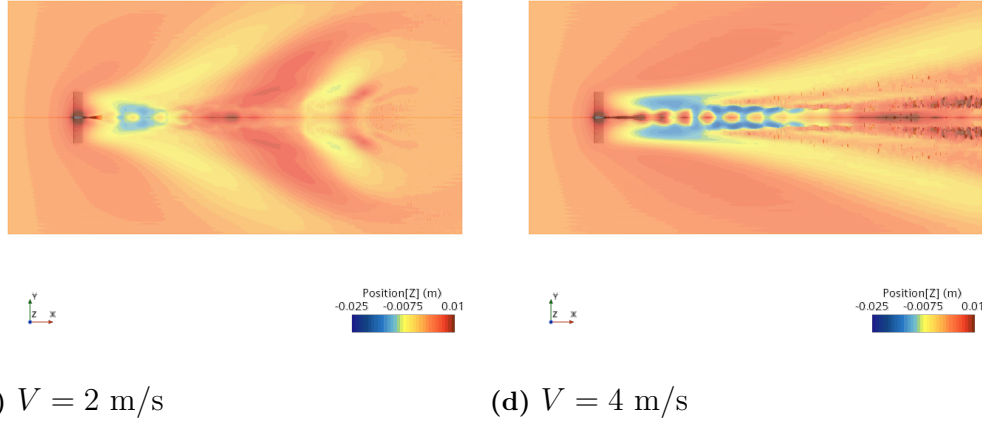 Y
Z X
Position[Z] (m)
-0.025 -0.0075 0.01
Y
Z X
Position[Z] (m)
-0.025 -0.0075 0.01
) V = 2 m/s
(d) V = 4 m/s